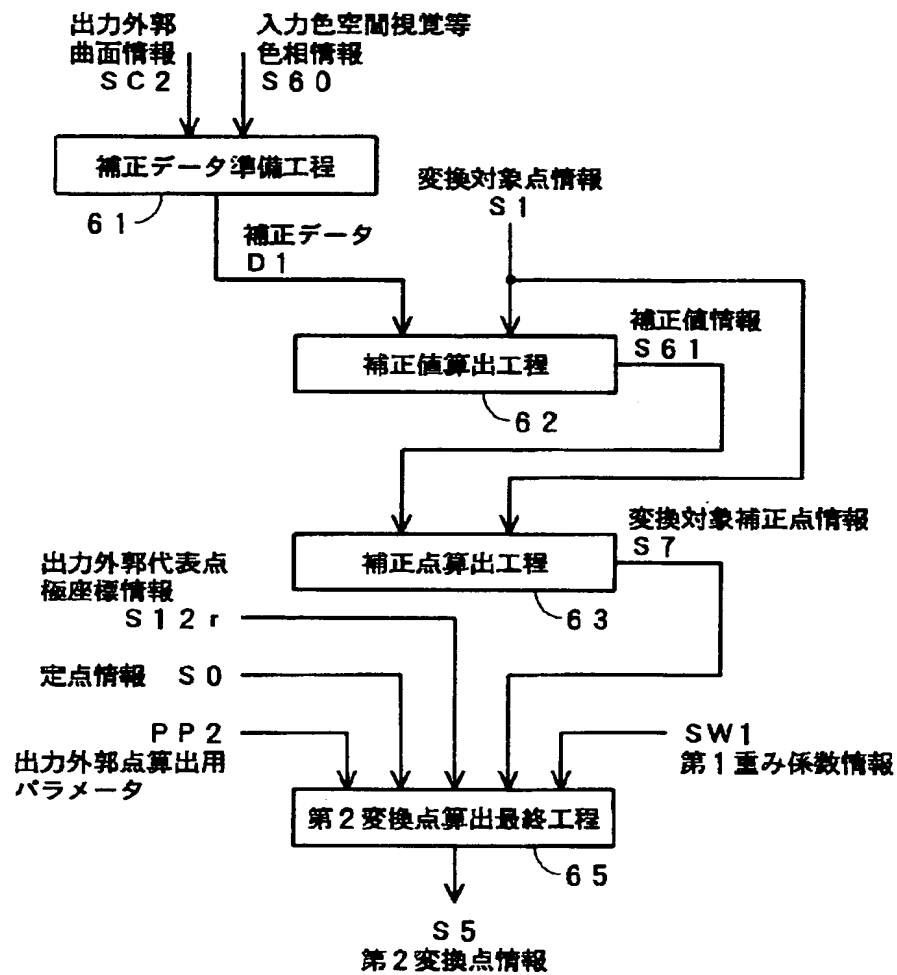 出力外郭
曲面情報
SC2
入力色空間視覚等
色相情報
S60
補正データ準備工程
61
変換対象点情報
S1
補正データ
D1
補正値情報
S61
補正値算出工程
62
変換対象補正点情報
S7
補正点算出工程
63
出力外郭代表点
極座標情報
S12r
定点情報 S0
PP2
出力外郭点算出用
パラメータ
SW1
第1重み係数情報
第2変換点算出最終工程
65
S5
第2変換点情報